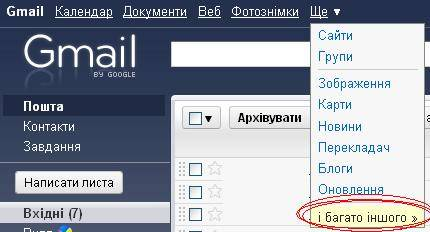 Gmail Календар Документи Веб Фотознімки Ще ▼
Сайти
Групи
Зображення
Карти
Новини
Перекладач
Блоги
Оновлення
і багато іншого »
Gmail
BY GOOGLE
Пошта
Контакти
Завдання
Написати листа
Вхідні (7)
Архівувати